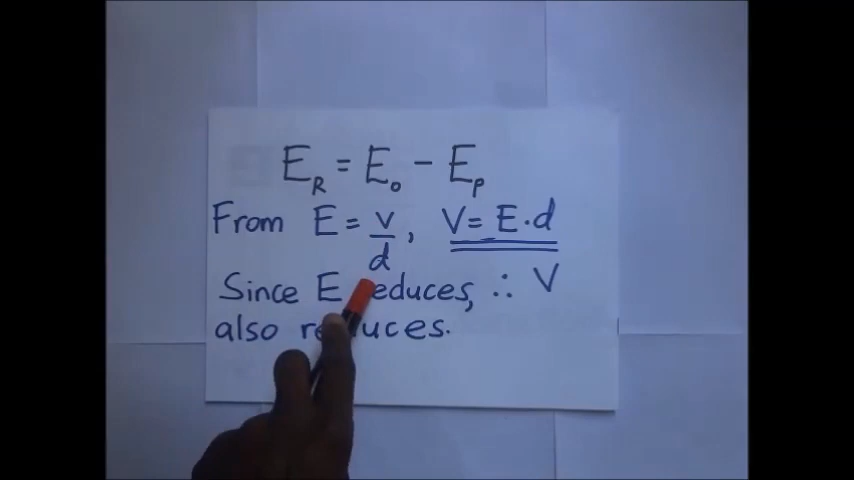 E_R = E_o - E_p
From E = v/d, V = E.d
Since E reduces, ∴ V
also reduces.